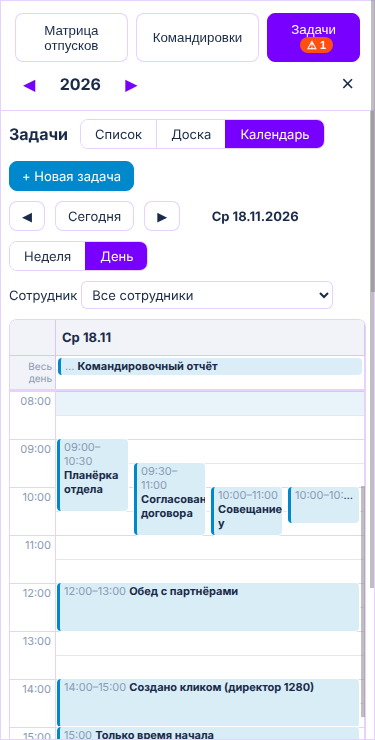 Матрица
отпусков
Командировки
Задачи
⚠ 1
◀ 2026 ▶ ×
Задачи Список Доска Календарь
+ Новая задача
◀ Сегодня ▶ Ср 18.11.2026
Неделя День
Сотрудник Все сотрудники
Ср 18.11
Весь
день
... Командировочный отчёт
08:00
09:00
09:00–
10:30
Планёрка
отдела
09:30–
11:00
Согласован
договора
10:00
10:00–11:00
Совещание
у
10:00–10:...
11:00
12:00
12:00–13:00 Обед с партнёрами
13:00
14:00
14:00–15:00 Создано кликом (директор 1280)
15:00
15:00 Только время начала